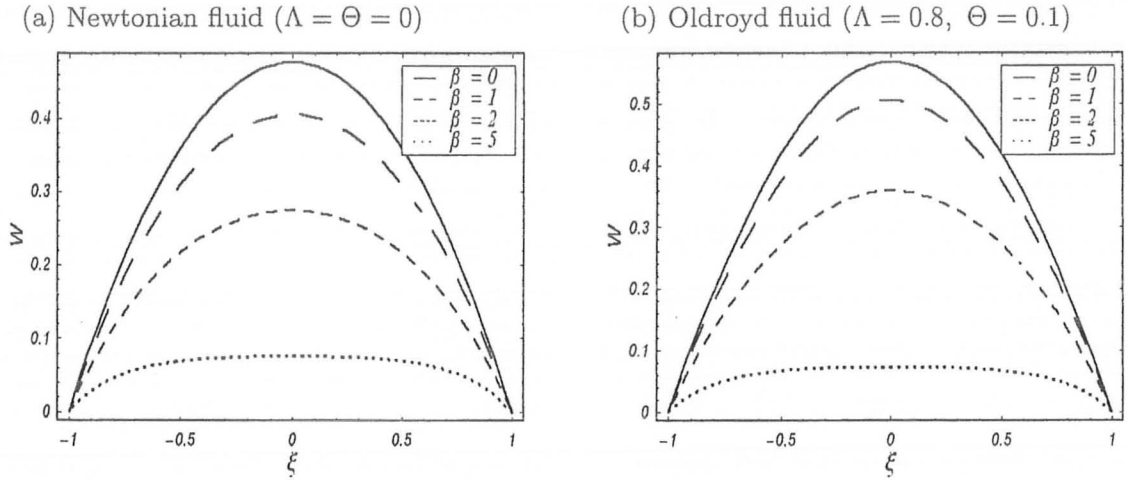 (a) Newtonian fluid (Λ = Θ = 0)
β = 0
β = 1
β = 2
β = 5
0.4
0.3
0.2
0.1
0
W
-1
-0.5
0
0.5
1
ξ
(b) Oldroyd fluid (Λ = 0.8, Θ = 0.1)
β = 0
β = 1
β = 2
β = 5
0.5
0.4
0.3
0.2
0.1
0
W
-1
-0.5
0
0.5
1
ξ